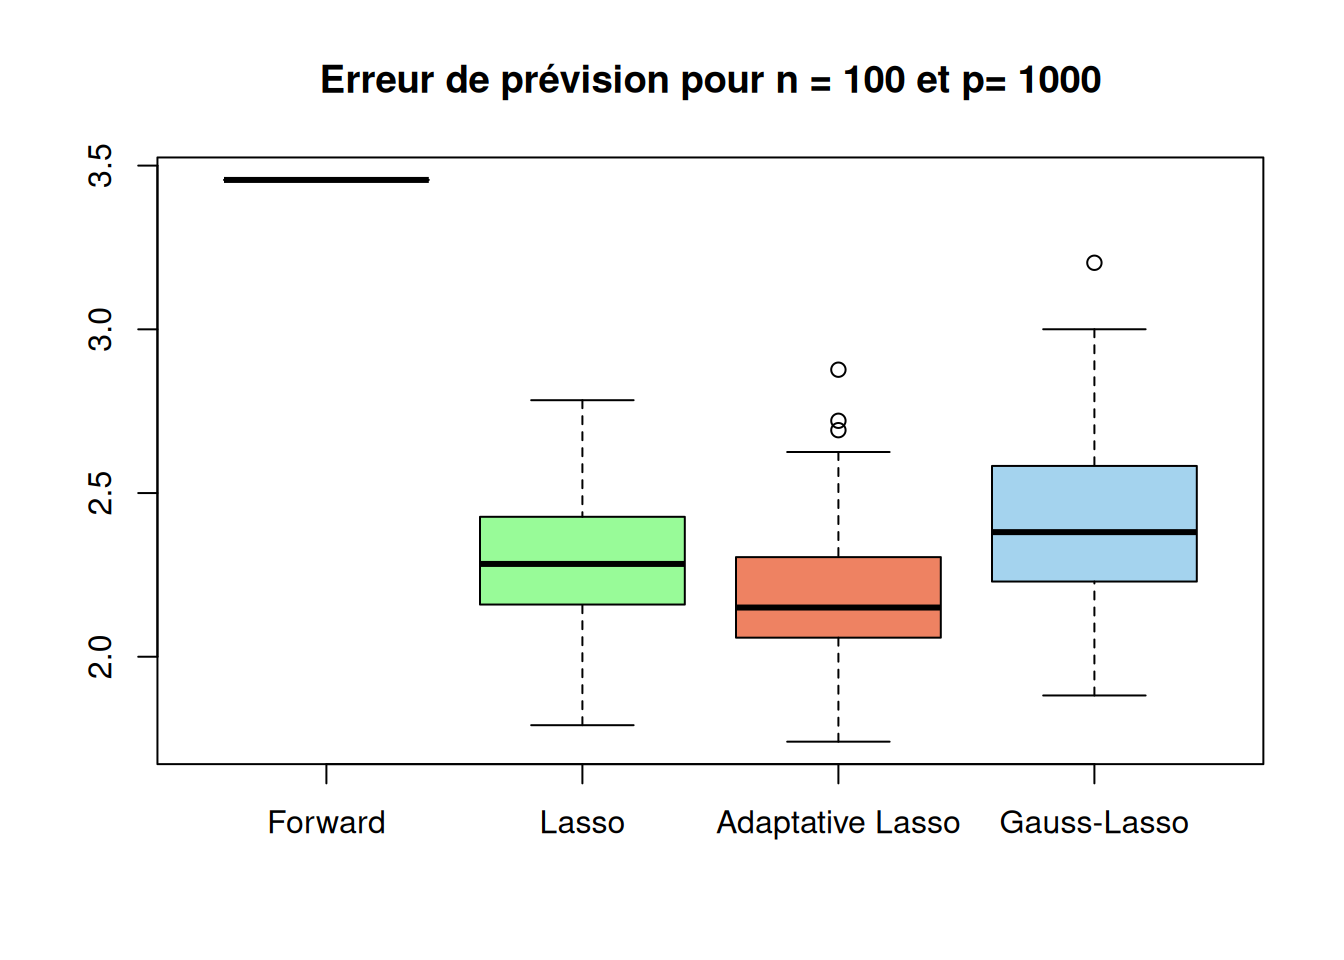 Erreur de prévision pour n = 100 et p= 1000
3.5
3.0
2.5
2.0
Forward Lasso Adaptative Lasso Gauss-Lasso